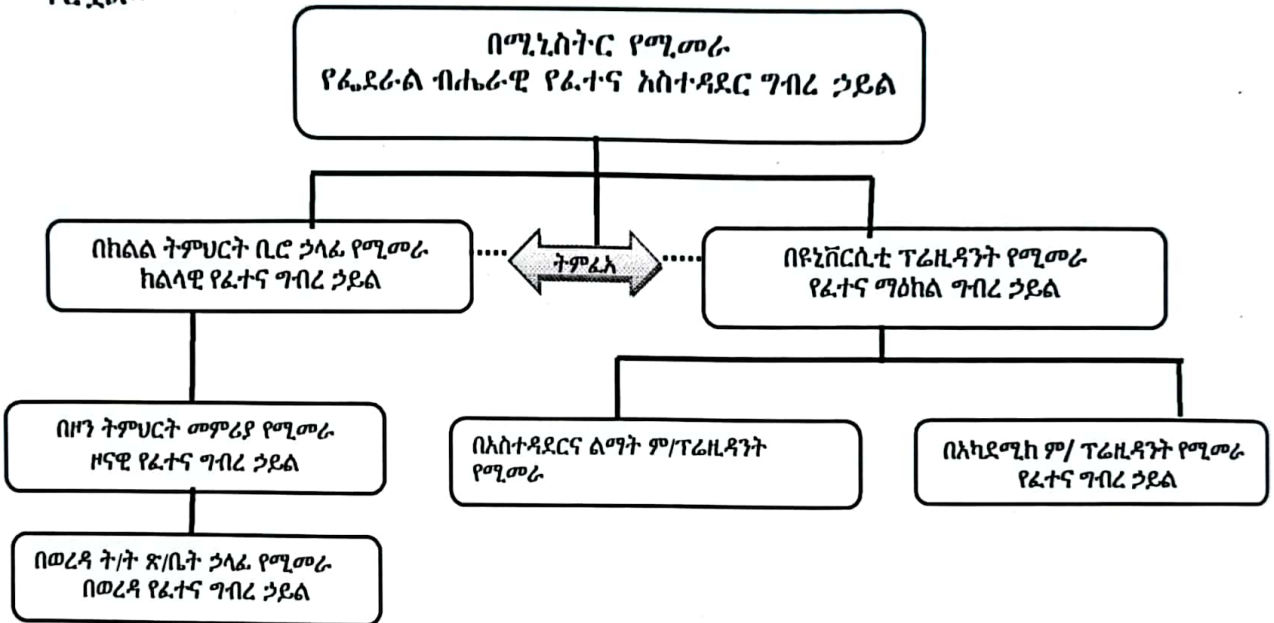 በሚኒስትር የሚመራ
የፌደራል ብሔራዊ የፈተና አስተዳደር ግብረ ኃይል
በክልል ትምህርት ቢሮ ኃላፊ የሚመራ
ክልላዊ የፈተና ግብረ ኃይል
ትምፈአ
በዩኒቨርሲቲ ፕሬዚዳንት የሚመራ
የፈተና ማዕከል ግብረ ኃይል
በዞን ትምህርት መምሪያ የሚመራ
ዞናዊ የፈተና ግብረ ኃይል
በአስተዳደርና ልማት ም/ፕሬዚዳንት
የሚመራ
በአካደሚክ ም/ ፕሬዚዳንት የሚመራ
የፈተና ግብረ ኃይል
በወረዳ ት/ት ጽ/ቤት ኃላፊ የሚመራ
በወረዳ የፈተና ግብረ ኃይል